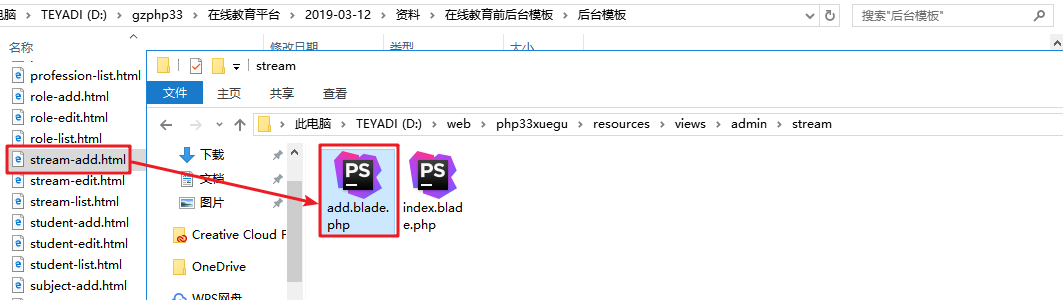 电脑 > TEYADI (D:) > gzphp33 > 在线教育平台 > 2019-03-12 > 资料 > 在线教育前后台模板 > 后台模板
搜索"后台模板"
名称
修改日期
类型
大小
profession-list.html
role-add.html
role-edit.html
role-list.html
stream-add.html
stream-edit.html
stream-list.html
student-add.html
student-edit.html
student-list.html
subject-add.html
stream
文件
主页
共享
查看
此电脑 > TEYADI (D:) > web > php33xuegu > resources > views > admin > stream
下载
文档
图片
Creative Cloud F
OneDrive
WPS网盘
PS
add.blade.
php
PS
index.blad
e.php